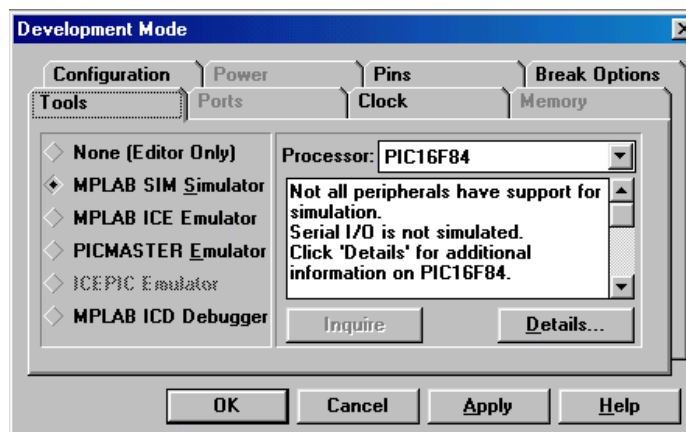 Development Mode
Configuration
Power
Pins
Break Options
Tools
Ports
Clock
Memory
None (Editor Only)
MPLAB SIM Simulator
MPLAB ICE Emulator
PICMASTER Emulator
ICEPIC Emulator
MPLAB ICD Debugger
Processor: PIC16F84
Not all peripherals have support for
simulation.
Serial I/O is not simulated.
Click 'Details' for additional
information on PIC16F84.
Inquire
Details...
OK
Cancel
Apply
Help